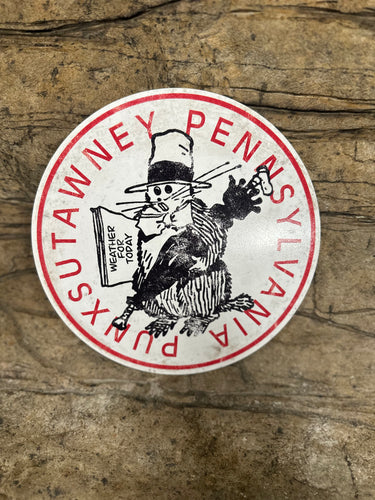 PUNXSUTAWNEY PENNSYLVANIA
WEATHER
FOR
TODAY